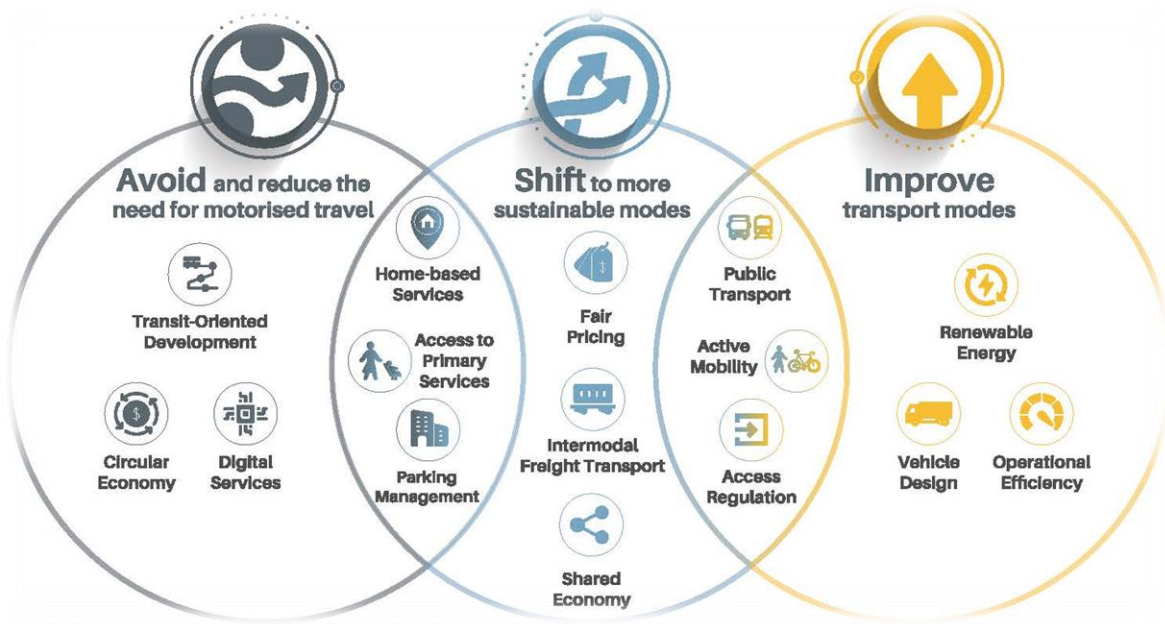 Avoid and reduce the
need for motorised travel
Transit-Oriented
Development
Circular
Economy
Digital
Services
Home-based
Services
Access to
Primary
Services
Parking
Management
Shift to more
sustainable modes
$
Fair
Pricing
Intermodal
Freight Transport
Shared
Economy
Public
Transport
Active
Mobility
Access
Regulation
Improve
transport modes
Renewable
Energy
Vehicle
Design
Operational
Efficiency